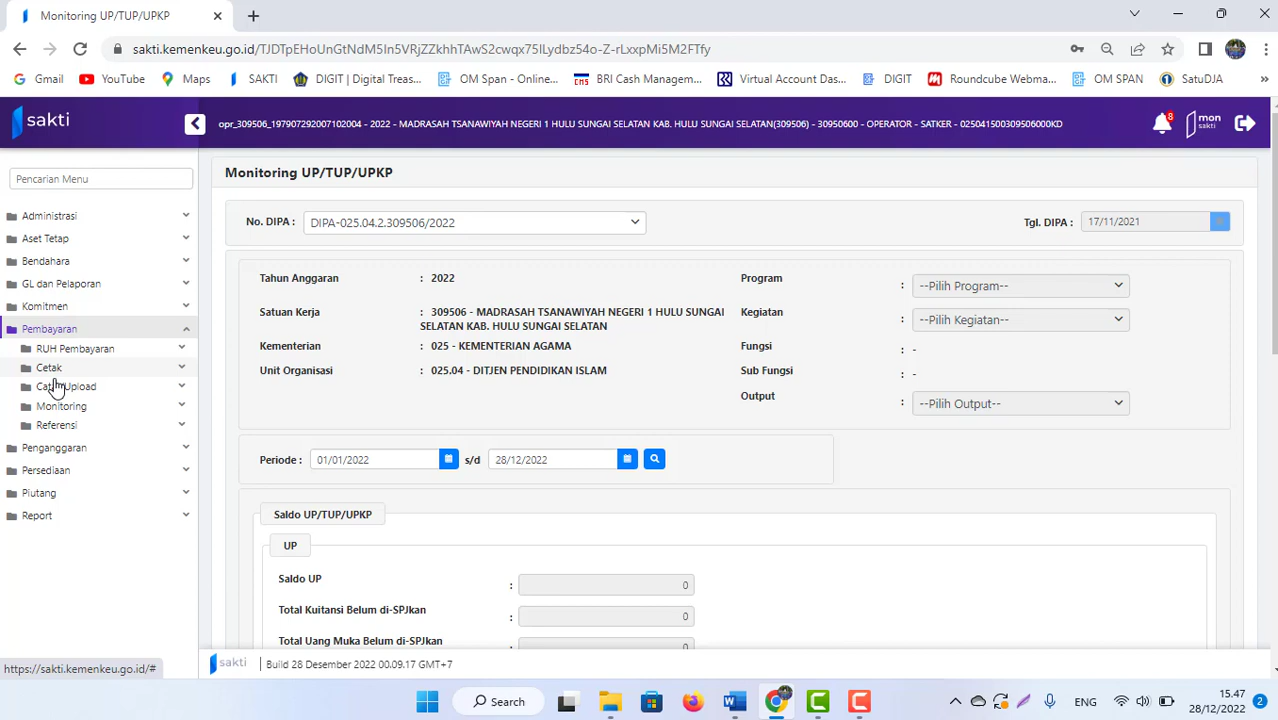 Monitoring UP/TUP/UPKP
sakti.kemenkeu.go.id/TJDTpEHoUnGtNdM5In5VRjZZkhhTAwS2cwqx75ILydbz54o-Z-rLxxpMi5M2FTfy
Gmail
YouTube
Maps
SAKTI
DIGIT | Digital Treas...
OM Span - Online...
BRI Cash Managem...
Virtual Account Das...
DIGIT
Roundcube Webma...
OM SPAN
SatuDJA
sakti
opr_309506_197907292007102004 - 2022 - MADRASAH TSANAWIYAH NEGERI 1 HULU SUNGAI SELATAN KAB. HULU SUNGAI SELATAN(309506) - 30950600 - OPERATOR - SATKER - 025041500309506000KD
8
mon sakti
Pencarian Menu
Administrasi
Aset Tetap
Bendahara
GL dan Pelaporan
Komitmen
Pembayaran
RUH Pembayaran
Cetak
Upload
Monitoring
Referensi
Penganggaran
Persediaan
Piutang
Report
Monitoring UP/TUP/UPKP
No. DIPA :
DIPA-025.04.2.309506/2022
Tgl. DIPA :
17/11/2021
Tahun Anggaran : 2022
Satuan Kerja : 309506 - MADRASAH TSANAWIYAH NEGERI 1 HULU SUNGAI
SELATAN KAB. HULU SUNGAI SELATAN
Kementerian : 025 - KEMENTERIAN AGAMA
Unit Organisasi : 025.04 - DITJEN PENDIDIKAN ISLAM
Program : --Pilih Program--
Kegiatan : --Pilih Kegiatan--
Fungsi : -
Sub Fungsi : -
Output : --Pilih Output--
Periode : 01/01/2022 s/d 28/12/2022
Saldo UP/TUP/UPKP
UP
Saldo UP : 0
Total Kuitansi Belum di-SPJkan : 0
Total Uang Muka Belum di-SPJkan : 0
https://sakti.kemenkeu.go.id/#
sakti
Build 28 Desember 2022 00.09.17 GMT+7
Search
ENG
15.47
28/12/2022
2